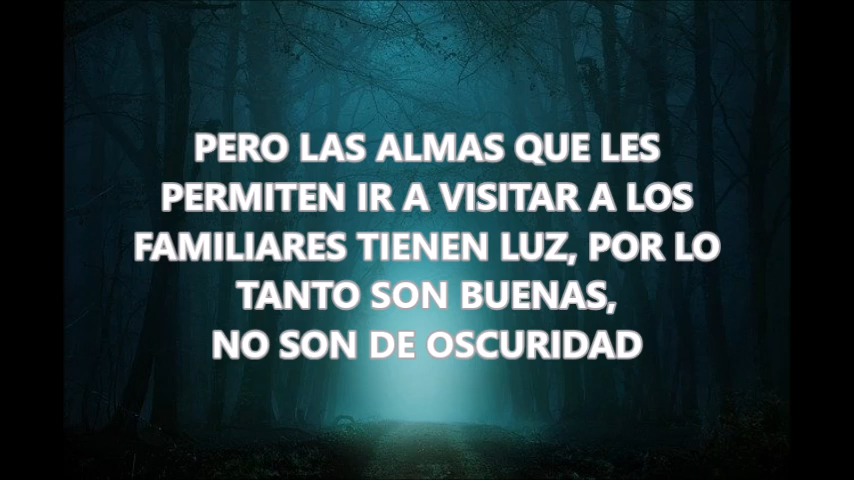 PERO LAS ALMAS QUE LES
PERMITEN IR A VISITAR A LOS
FAMILIARES TIENEN LUZ, POR LO
TANTO SON BUENAS,
NO SON DE OSCURIDAD